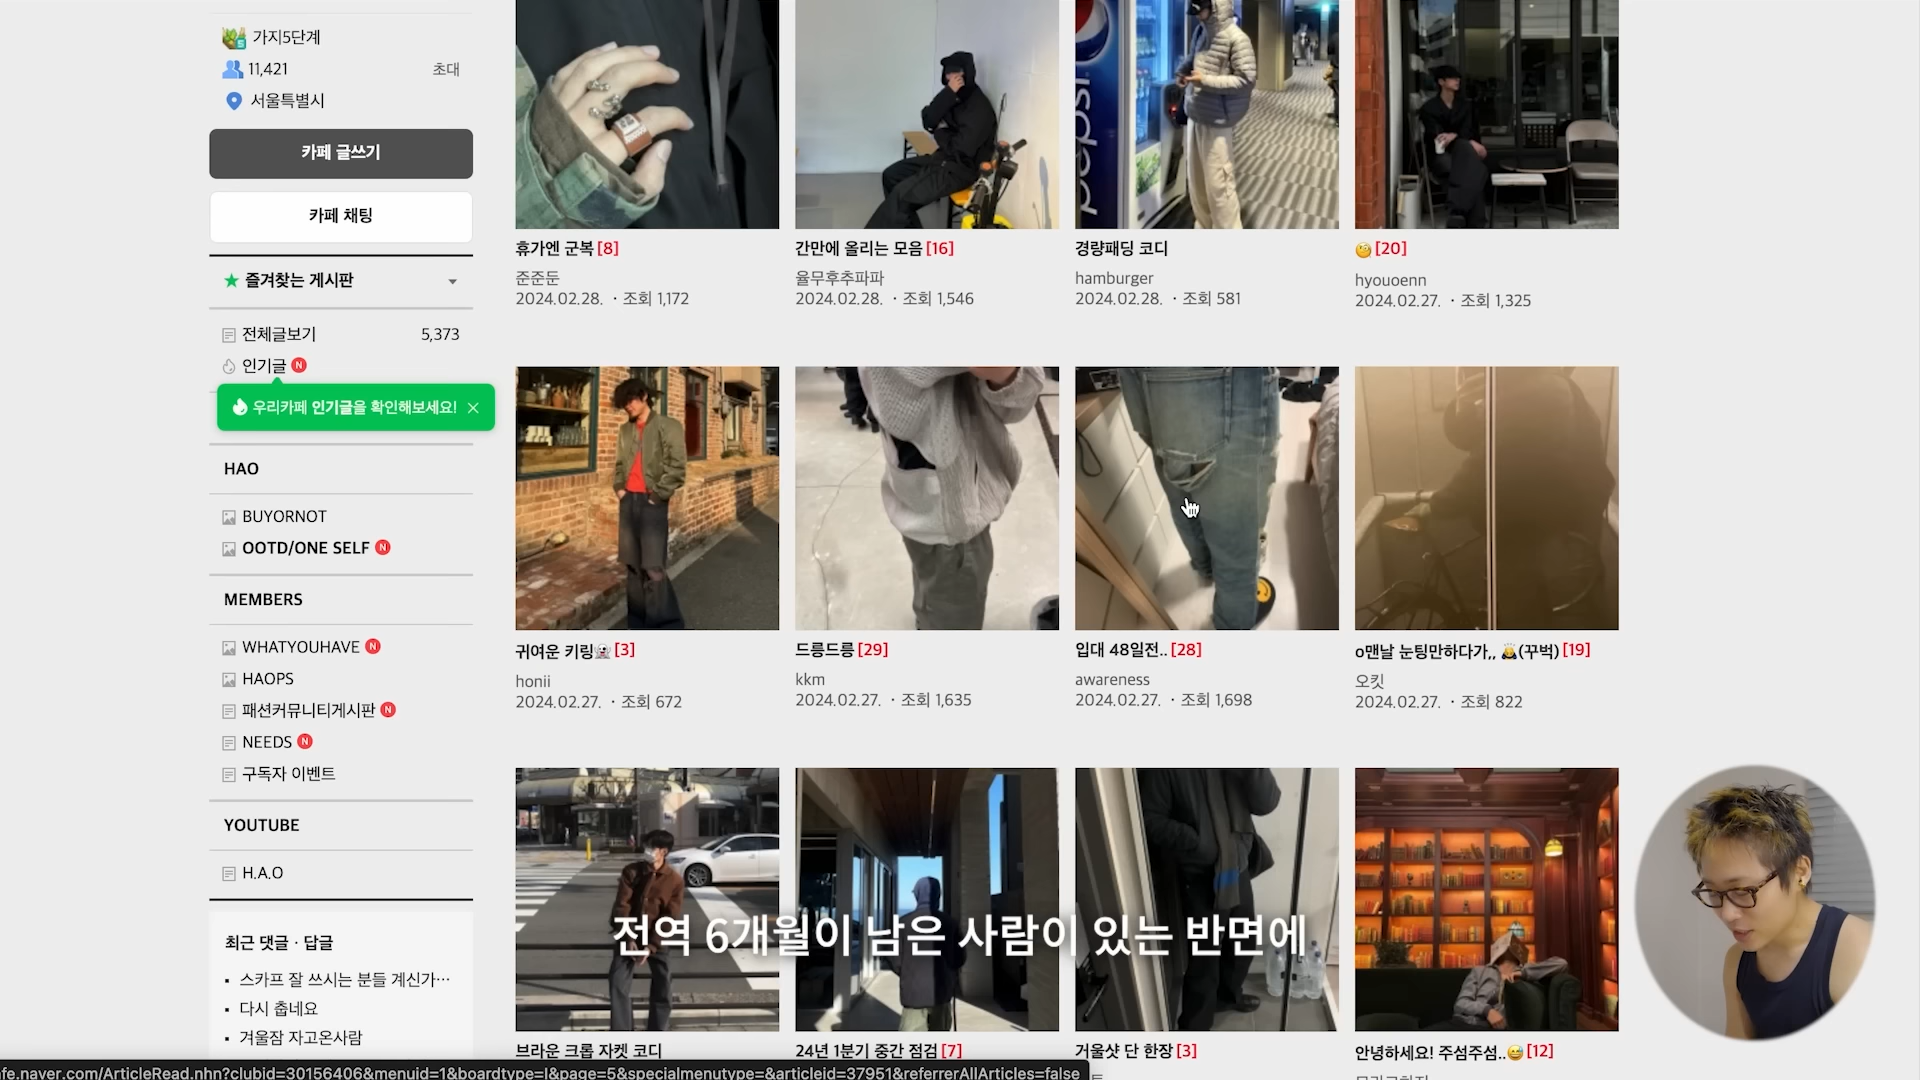 가지5단계
11,421 초대
서울특별시
카페 글쓰기
카페 채팅
즐겨찾는 게시판
전체글보기 5,373
인기글 N
우리카페 인기글을 확인해보세요!
HAO
BUYORNOT
OOTD/ONE SELF N
MEMBERS
WHATYOUHAVE N
HAOPS
패션커뮤니티게시판 N
NEEDS N
구독자 이벤트
YOUTUBE
H.A.O
최근 댓글 · 답글
스카프 잘 쓰시는 분들 계신가…
다시 춥네요
겨울잠 자고온사람
pepsi
휴가엔 군복 [8]
준준둔
2024.02.28. · 조회 1,172
간만에 올리는 모음 [16]
율무후추파파
2024.02.28. · 조회 1,546
경량패딩 코디
hamburger
2024.02.28. · 조회 581
🧐 [20]
hyouoenn
2024.02.27. · 조회 1,325
귀여운 키링👻 [3]
honii
2024.02.27. · 조회 672
드릉드릉 [29]
kkm
2024.02.27. · 조회 1,635
입대 48일전.. [28]
awareness
2024.02.27. · 조회 1,698
o맨날 눈팅만하다가,, 🙇(꾸벅) [19]
오킷
2024.02.27. · 조회 822
전역 6개월이 남은 사람이 있는 반면에
브라운 크롭 자켓 코디
24년 1분기 중간 점검 [7]
거울샷 단 한장 [3]
안녕하세요! 주섬주섬..😅 [12]
fe.naver.com/ArticleRead.nhn?clubid=30156406&menuid=1&boardtype=I&page=5&specialmenutype=&articleid=37951&referrerAllArticles=false